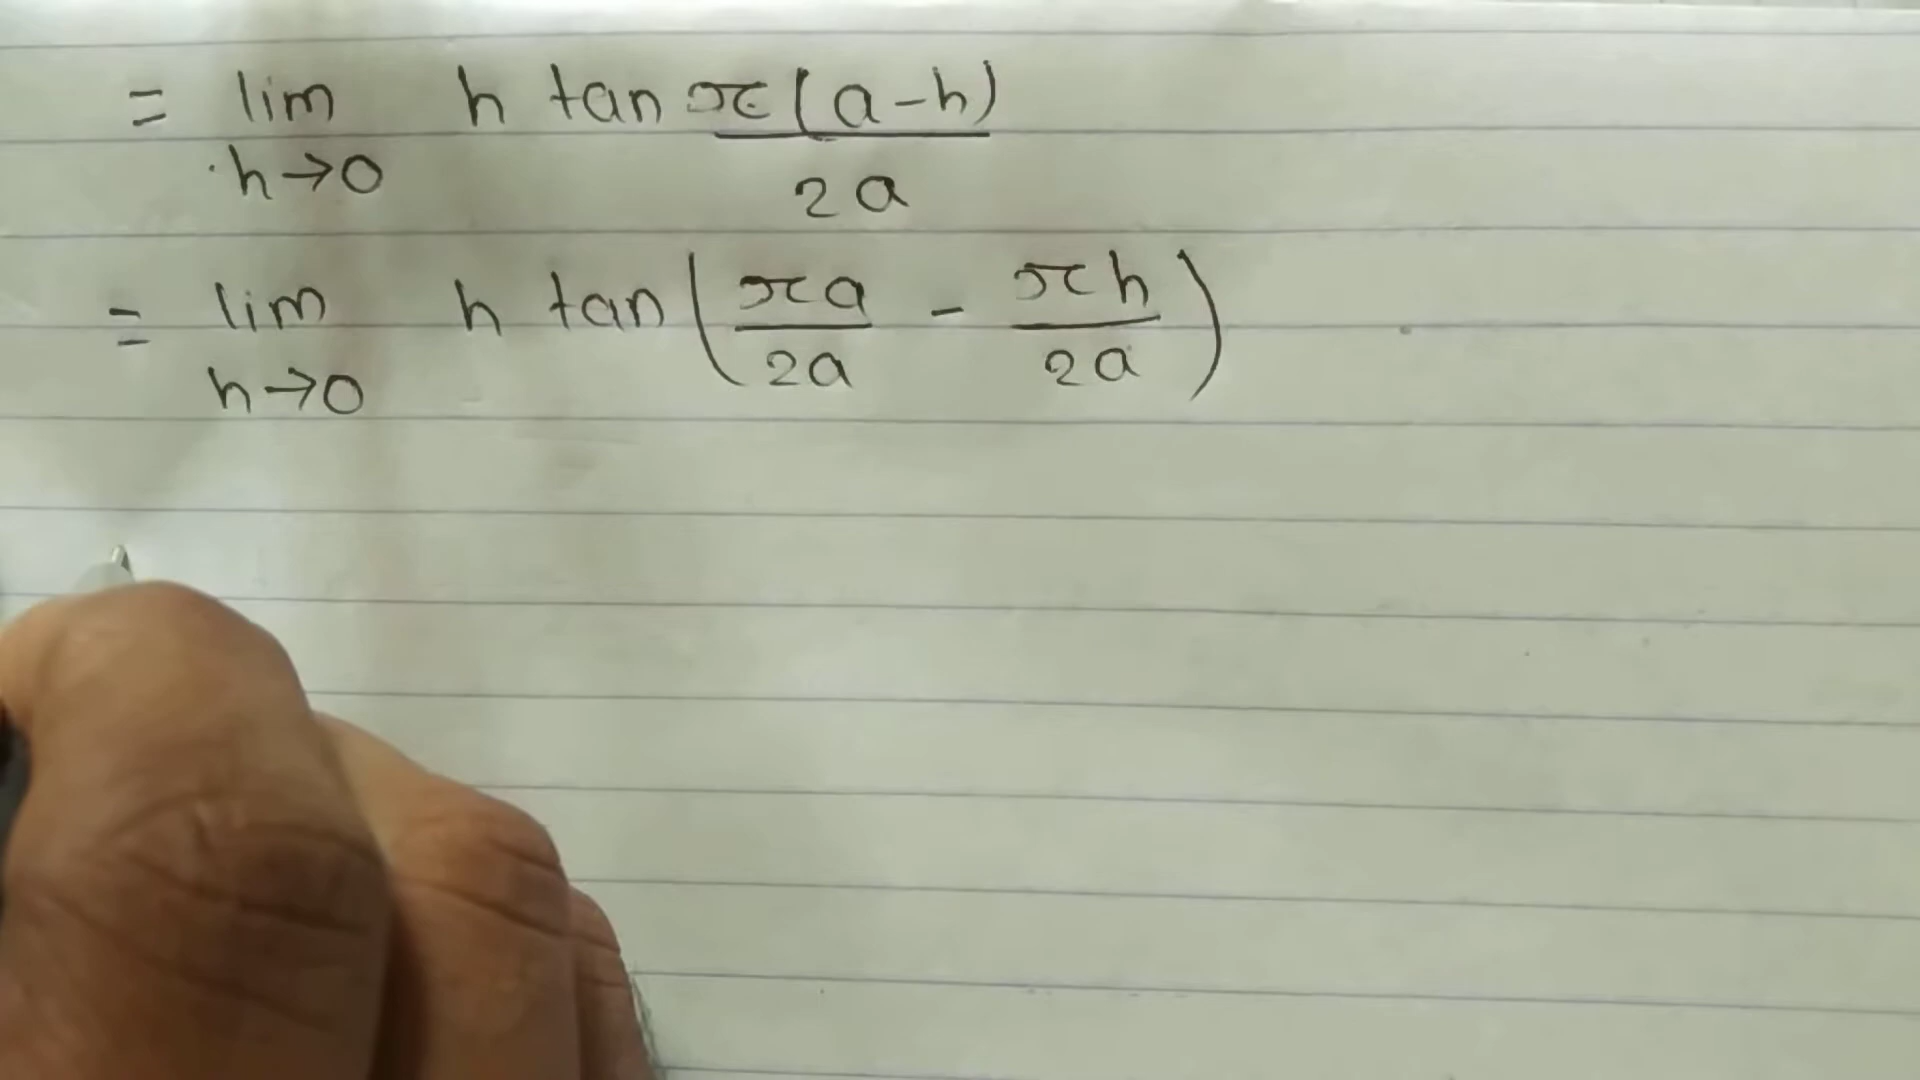 = lim h tan π(a-h)
h→0 2a
= lim h tan (πa/2a - πh/2a)
h→0